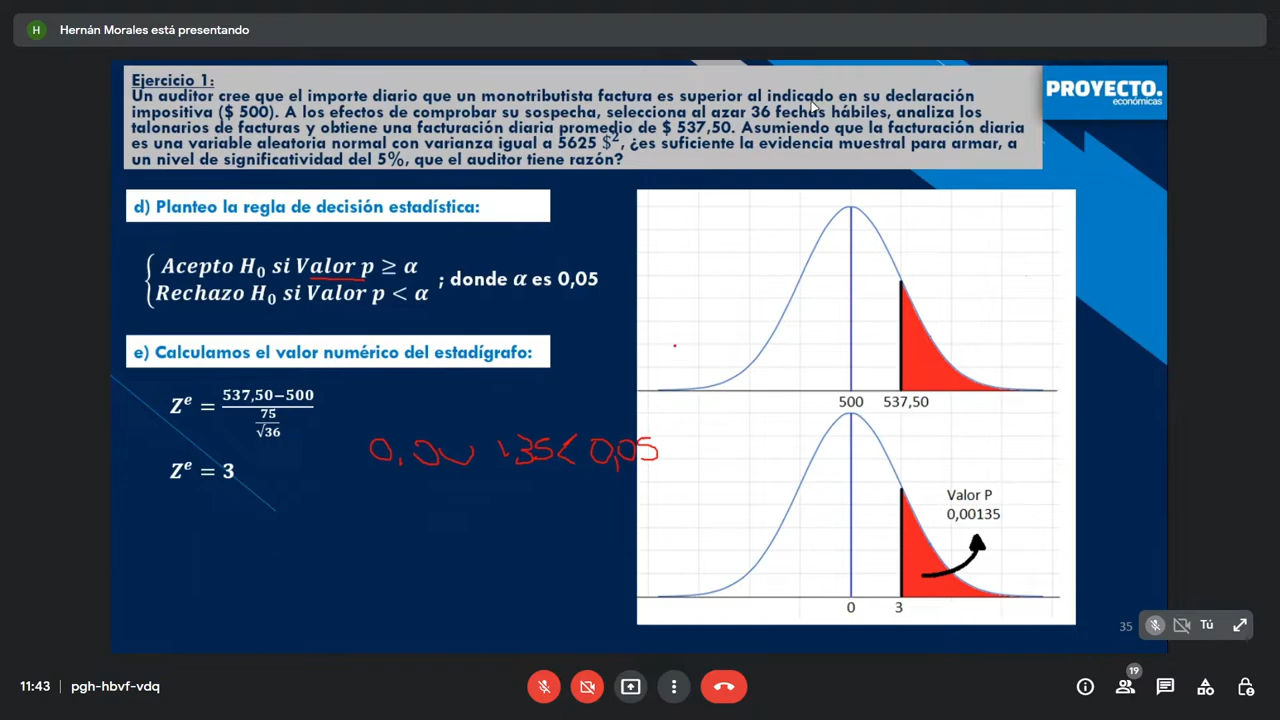 H
Hernán Morales está presentando
Ejercicio 1:
Un auditor cree que el importe diario que un monotributista factura es superior al indicado en su declaración
impositiva ($ 500). A los efectos de comprobar su sospecha, selecciona al azar 36 fechas hábiles, analiza los
talonarios de facturas y obtiene una facturación diaria promedio de $ 537,50. Asumiendo que la facturación diaria
es una variable aleatoria normal con varianza igual a 5625 $², ¿es suficiente la evidencia muestral para armar, a
un nivel de significatividad del 5%, que el auditor tiene razón?
PROYECTO.
económicas
d) Planteo la regla de decisión estadística:
Acepto H₀ si Valor p ≥ α
Rechazo H₀ si Valor p < α
; donde α es 0,05
e) Calculamos el valor numérico del estadígrafo:
Zᵉ = (537,50−500)/(75/√36)
Zᵉ = 3
0.00 135 < 0,05
500 537,50
Valor P
0,00135
0 3
35
Tú
11:43 | pgh-hbvf-vdq
19